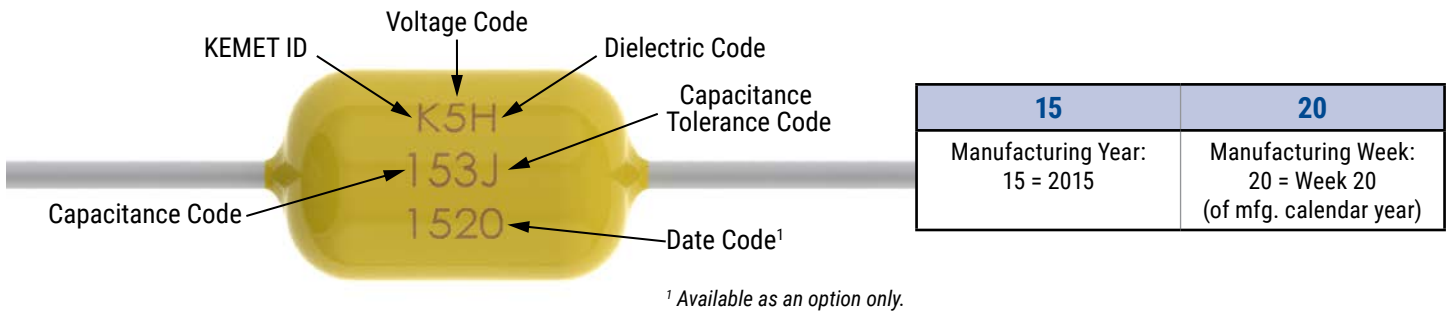 Voltage Code
KEMET ID
Dielectric Code
Capacitance
Tolerance Code
K5H
153J
1520
Capacitance Code
Date Code¹
¹ Available as an option only.
15 20
Manufacturing Year: Manufacturing Week:
15 = 2015 20 = Week 20
(of mfg. calendar year)